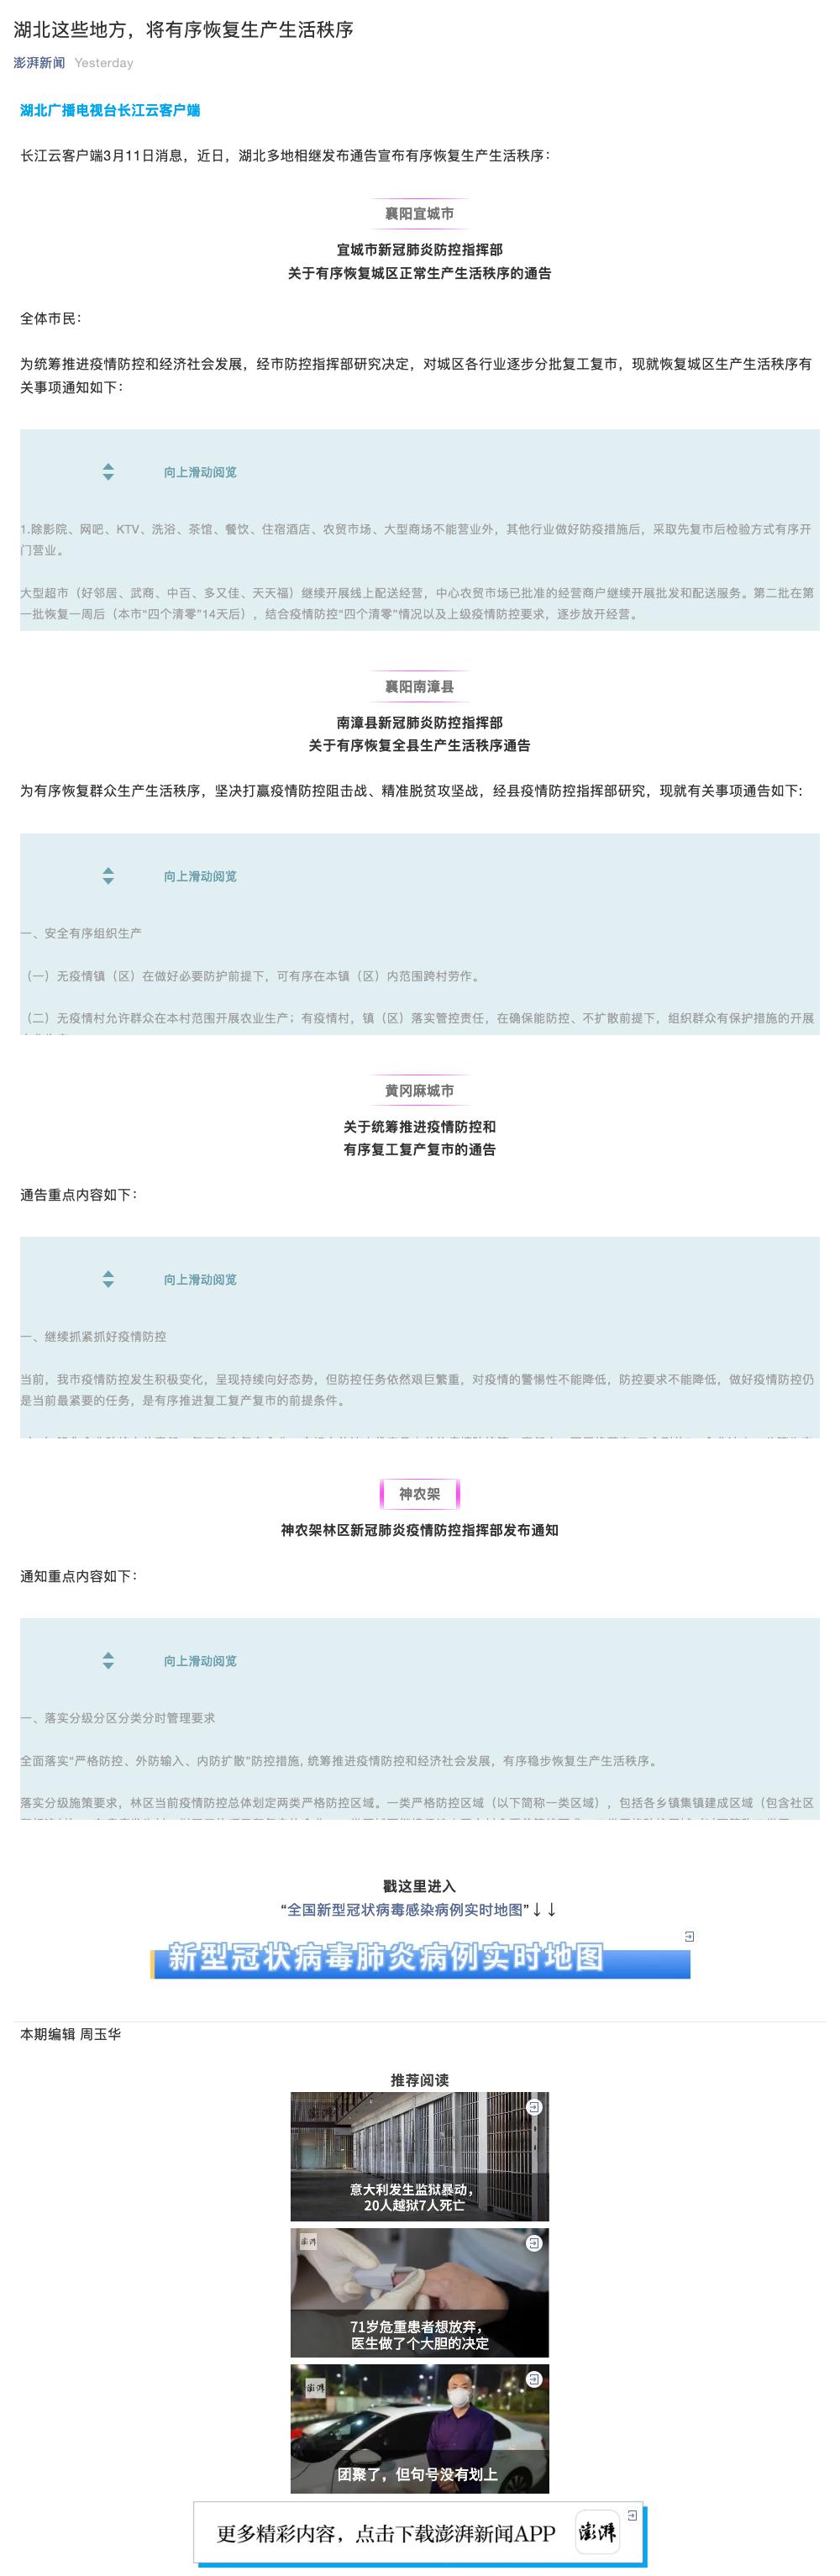 湖北这些地方，将有序恢复生产生活秩序
澎湃新闻 Yesterday
湖北广播电视台长江云客户端
长江云客户端3月11日消息，近日，湖北多地相继发布通告宣布有序恢复生产生活秩序：
襄阳宜城市
宜城市新冠肺炎防控指挥部
关于有序恢复城区正常生产生活秩序的通告
全体市民：
为统筹推进疫情防控和经济社会发展，经市防控指挥部研究决定，对城区各行业逐步分批复工复市，现就恢复城区生产生活秩序有
关事项通知如下：
向上滑动阅览
1.除影院、网吧、KTV、洗浴、茶馆、餐饮、住宿酒店、农贸市场、大型商场不能营业外，其他行业做好防疫措施后，采取先复市后检验方式有序开
门营业。
大型超市（好邻居、武商、中百、多又佳、天天福）继续开展线上配送经营，中心农贸市场已批准的经营商户继续开展批发和配送服务。第二批在第
一批恢复一周后（本市“四个清零”14天后），结合疫情防控“四个清零”情况以及上级疫情防控要求，逐步放开经营。
襄阳南漳县
南漳县新冠肺炎防控指挥部
关于有序恢复全县生产生活秩序通告
为有序恢复群众生产生活秩序，坚决打赢疫情防控阻击战、精准脱贫攻坚战，经县疫情防控指挥部研究，现就有关事项通告如下:
向上滑动阅览
一、安全有序组织生产
（一）无疫情镇（区）在做好必要防护前提下，可有序在本镇（区）内范围跨村劳作。
（二）无疫情村允许群众在本村范围开展农业生产；有疫情村，镇（区）落实管控责任，在确保能防控、不扩散前提下，组织群众有保护措施的开展
黄冈麻城市
关于统筹推进疫情防控和
有序复工复产复市的通告
通告重点内容如下：
向上滑动阅览
一、继续抓紧抓好疫情防控
当前，我市疫情防控发生积极变化，呈现持续向好态势，但防控任务依然艰巨繁重，对疫情的警惕性不能降低，防控要求不能降低，做好疫情防控仍
是当前最紧要的任务，是有序推进复工复产复市的前提条件。
神农架
神农架林区新冠肺炎疫情防控指挥部发布通知
通知重点内容如下：
向上滑动阅览
一、落实分级分区分类分时管理要求
全面落实“严格防控、外防输入、内防扩散”防控措施, 统筹推进疫情防控和经济社会发展，有序稳步恢复生产生活秩序。
落实分级施策要求，林区当前疫情防控总体划定两类严格防控区域。一类严格防控区域（以下简称一类区域），包括各乡镇集镇建成区域（包含社区
戳这里进入
“全国新型冠状病毒感染病例实时地图”↓↓
新型冠状病毒肺炎病例实时地图
本期编辑 周玉华
推荐阅读
意大利发生监狱暴动，
20人越狱7人死亡
澎湃
71岁危重患者想放弃，
医生做了个大胆的决定
澎湃
团聚了，但句号没有划上
更多精彩内容，点击下载澎湃新闻APP 澎湃